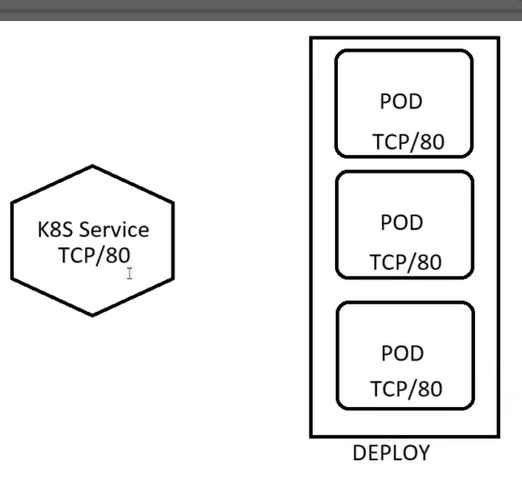 K8S Service
TCP/80
POD
TCP/80
POD
TCP/80
POD
TCP/80
DEPLOY